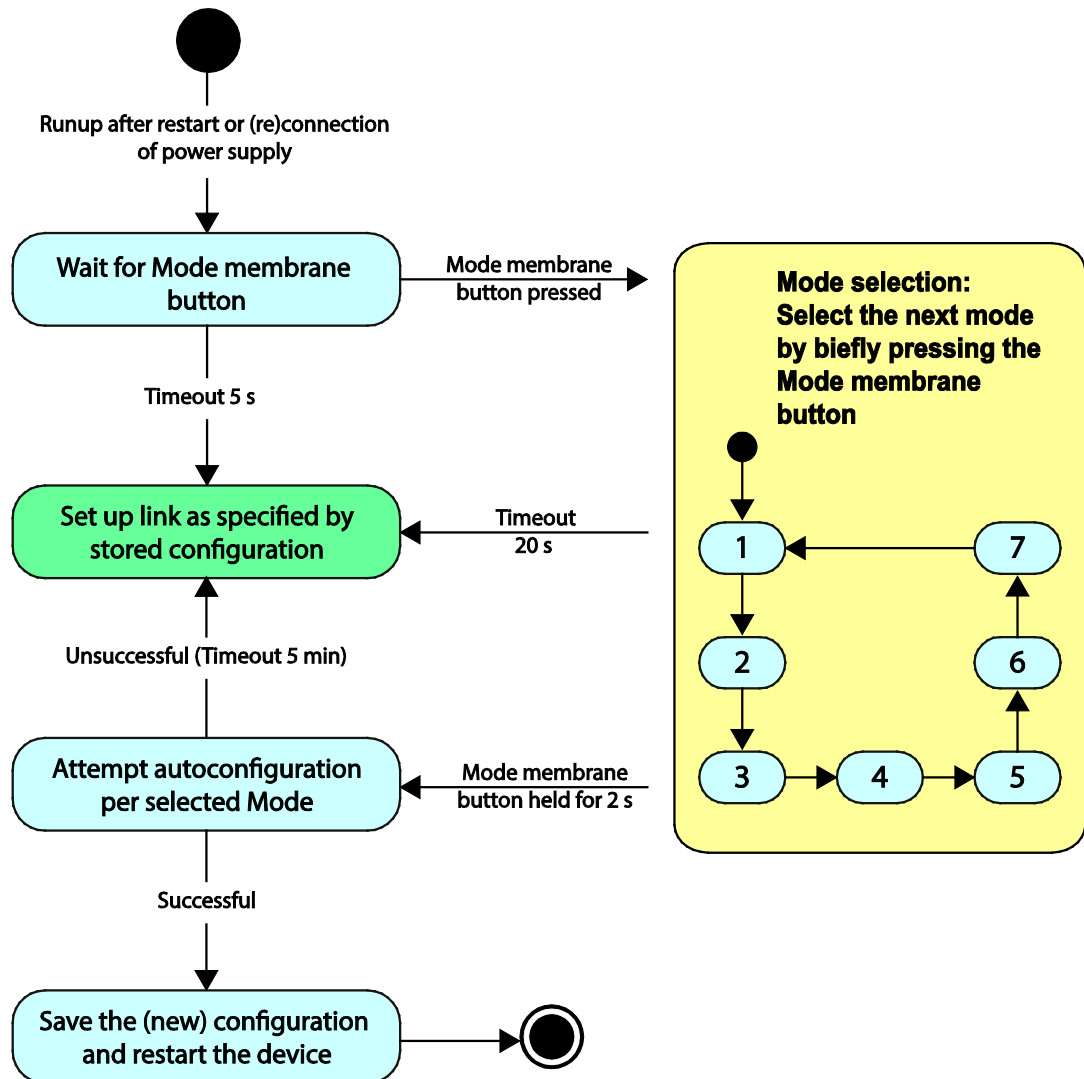 Runup after restart or (re)connection
of power supply
Wait for Mode membrane
button
Mode membrane
button pressed
Mode selection:
Select the next mode
by biefly pressing the
Mode membrane
button
Timeout 5 s
Set up link as specified by
stored configuration
Timeout
20 s
1
7
2
6
3
4
5
Unsuccessful (Timeout 5 min)
Attempt autoconfiguration
per selected Mode
Mode membrane
button held for 2 s
Successful
Save the (new) configuration
and restart the device